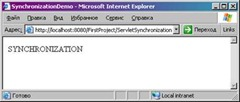 SynchronizationDemo - Microsoft Internet Explorer
Файл Правка Вид Избранное Сервис Справка
Адрес: http://localhost:8080/FirstProject/ServletSynchronization Переход Links
SYNCHRONIZATION
Готово Local intranet